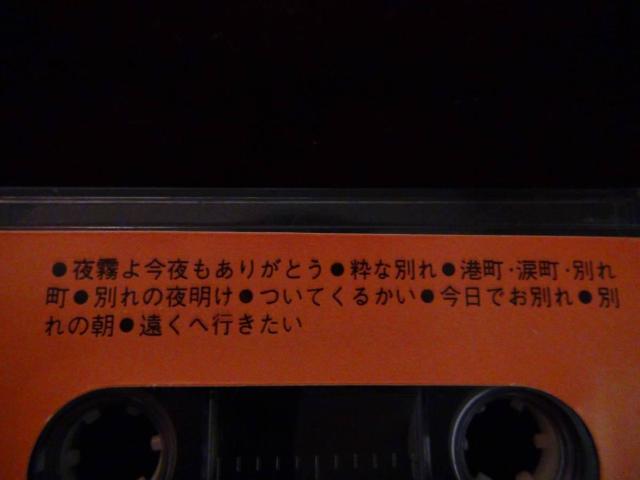 ●夜霧よ今夜もありがとう●粋な別れ●港町・涙町・別れ
町●別れの夜明け●ついてくるかい●今日でお別れ●別
れの朝●遠くへ行きたい